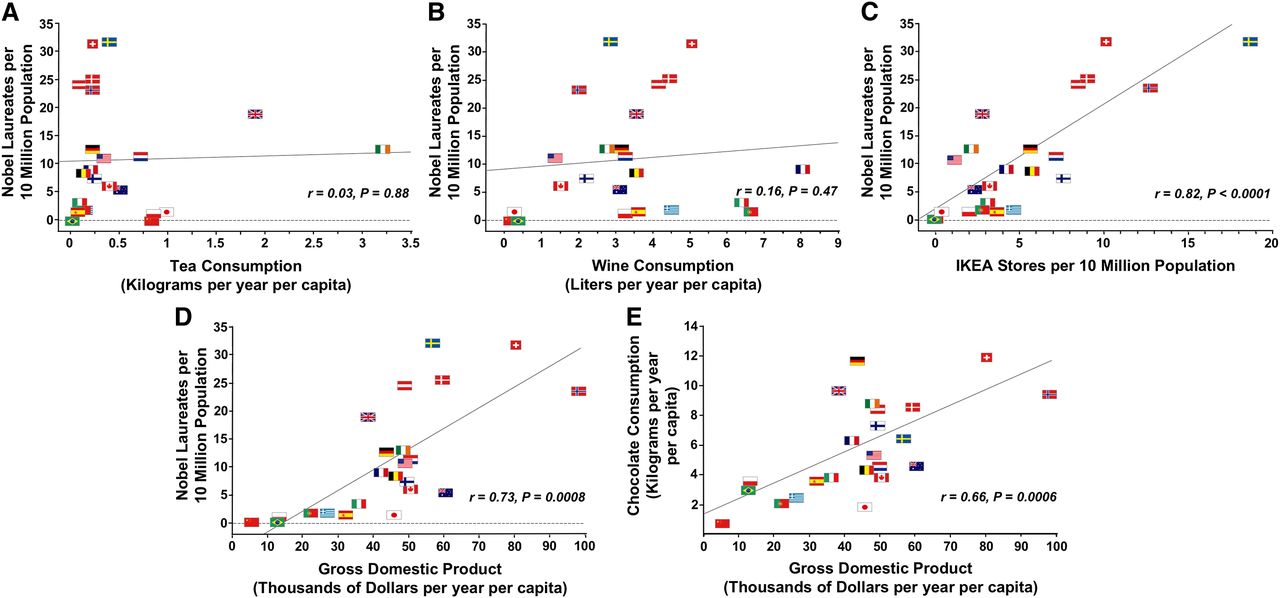 A
Nobel Laureates per
10 Million Population
35
30
25
20
15
10
5
0
r = 0.03, P = 0.88
0
0.5
1
1.5
2
2.5
3
3.5
Tea Consumption
(Kilograms per year per capita)
B
Nobel Laureates per
10 Million Population
35
30
25
20
15
10
5
0
r = 0.16, P = 0.47
0
1
2
3
4
5
6
7
8
9
Wine Consumption
(Liters per year per capita)
C
Nobel Laureates per
10 Million Population
35
30
25
20
15
10
5
0
r = 0.82, P < 0.0001
0
5
10
15
20
IKEA Stores per 10 Million Population
D
Nobel Laureates per
10 Million Population
35
30
25
20
15
10
5
0
r = 0.73, P = 0.0008
0
10
20
30
40
50
60
70
80
90
100
Gross Domestic Product
(Thousands of Dollars per year per capita)
E
Chocolate Consumption
(Kilograms per year
per capita)
14
12
10
8
6
4
2
r = 0.66, P = 0.0006
0
10
20
30
40
50
60
70
80
90
100
Gross Domestic Product
(Thousands of Dollars per year per capita)